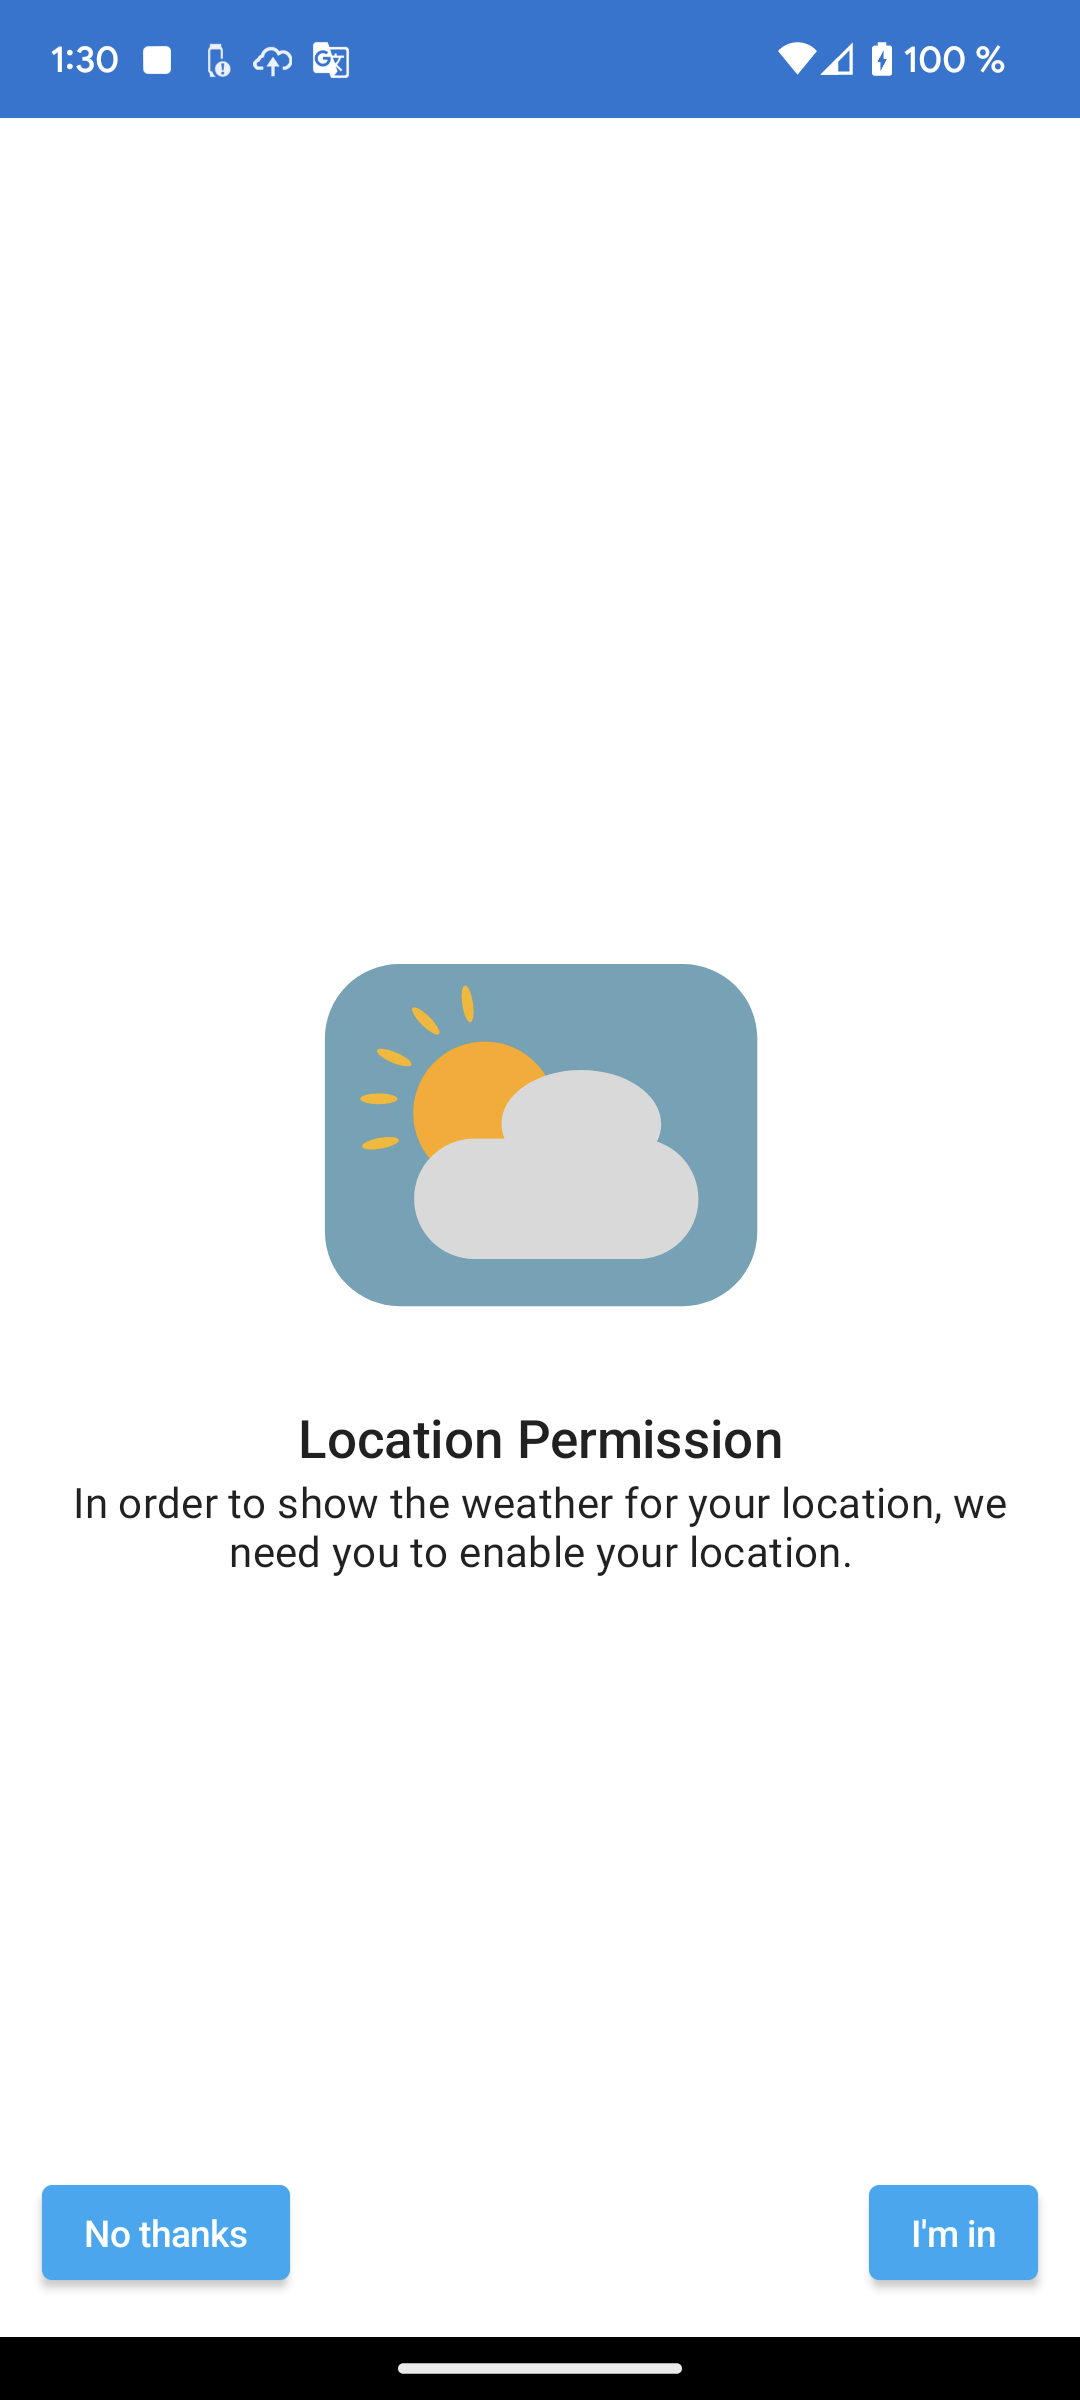 1:30
100 %
Location Permission
In order to show the weather for your location, we
need you to enable your location.
No thanks
I'm in